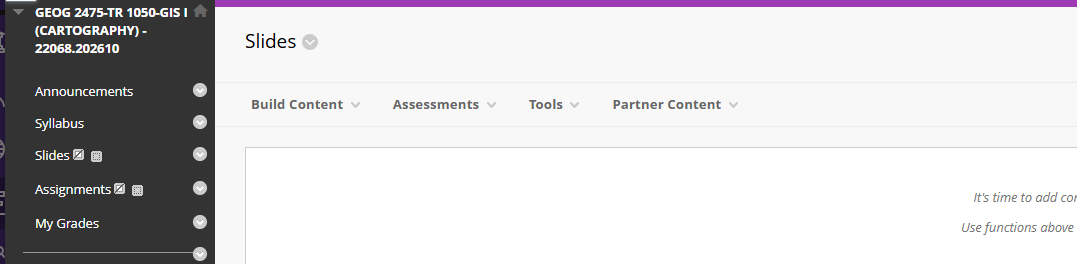 GEOG 2475-TR 1050-GIS I
(CARTOGRAPHY) -
22068.202610
Announcements
Syllabus
Slides
Assignments
My Grades
Slides
Build Content
Assessments
Tools
Partner Content
It's time to add
Use functions above